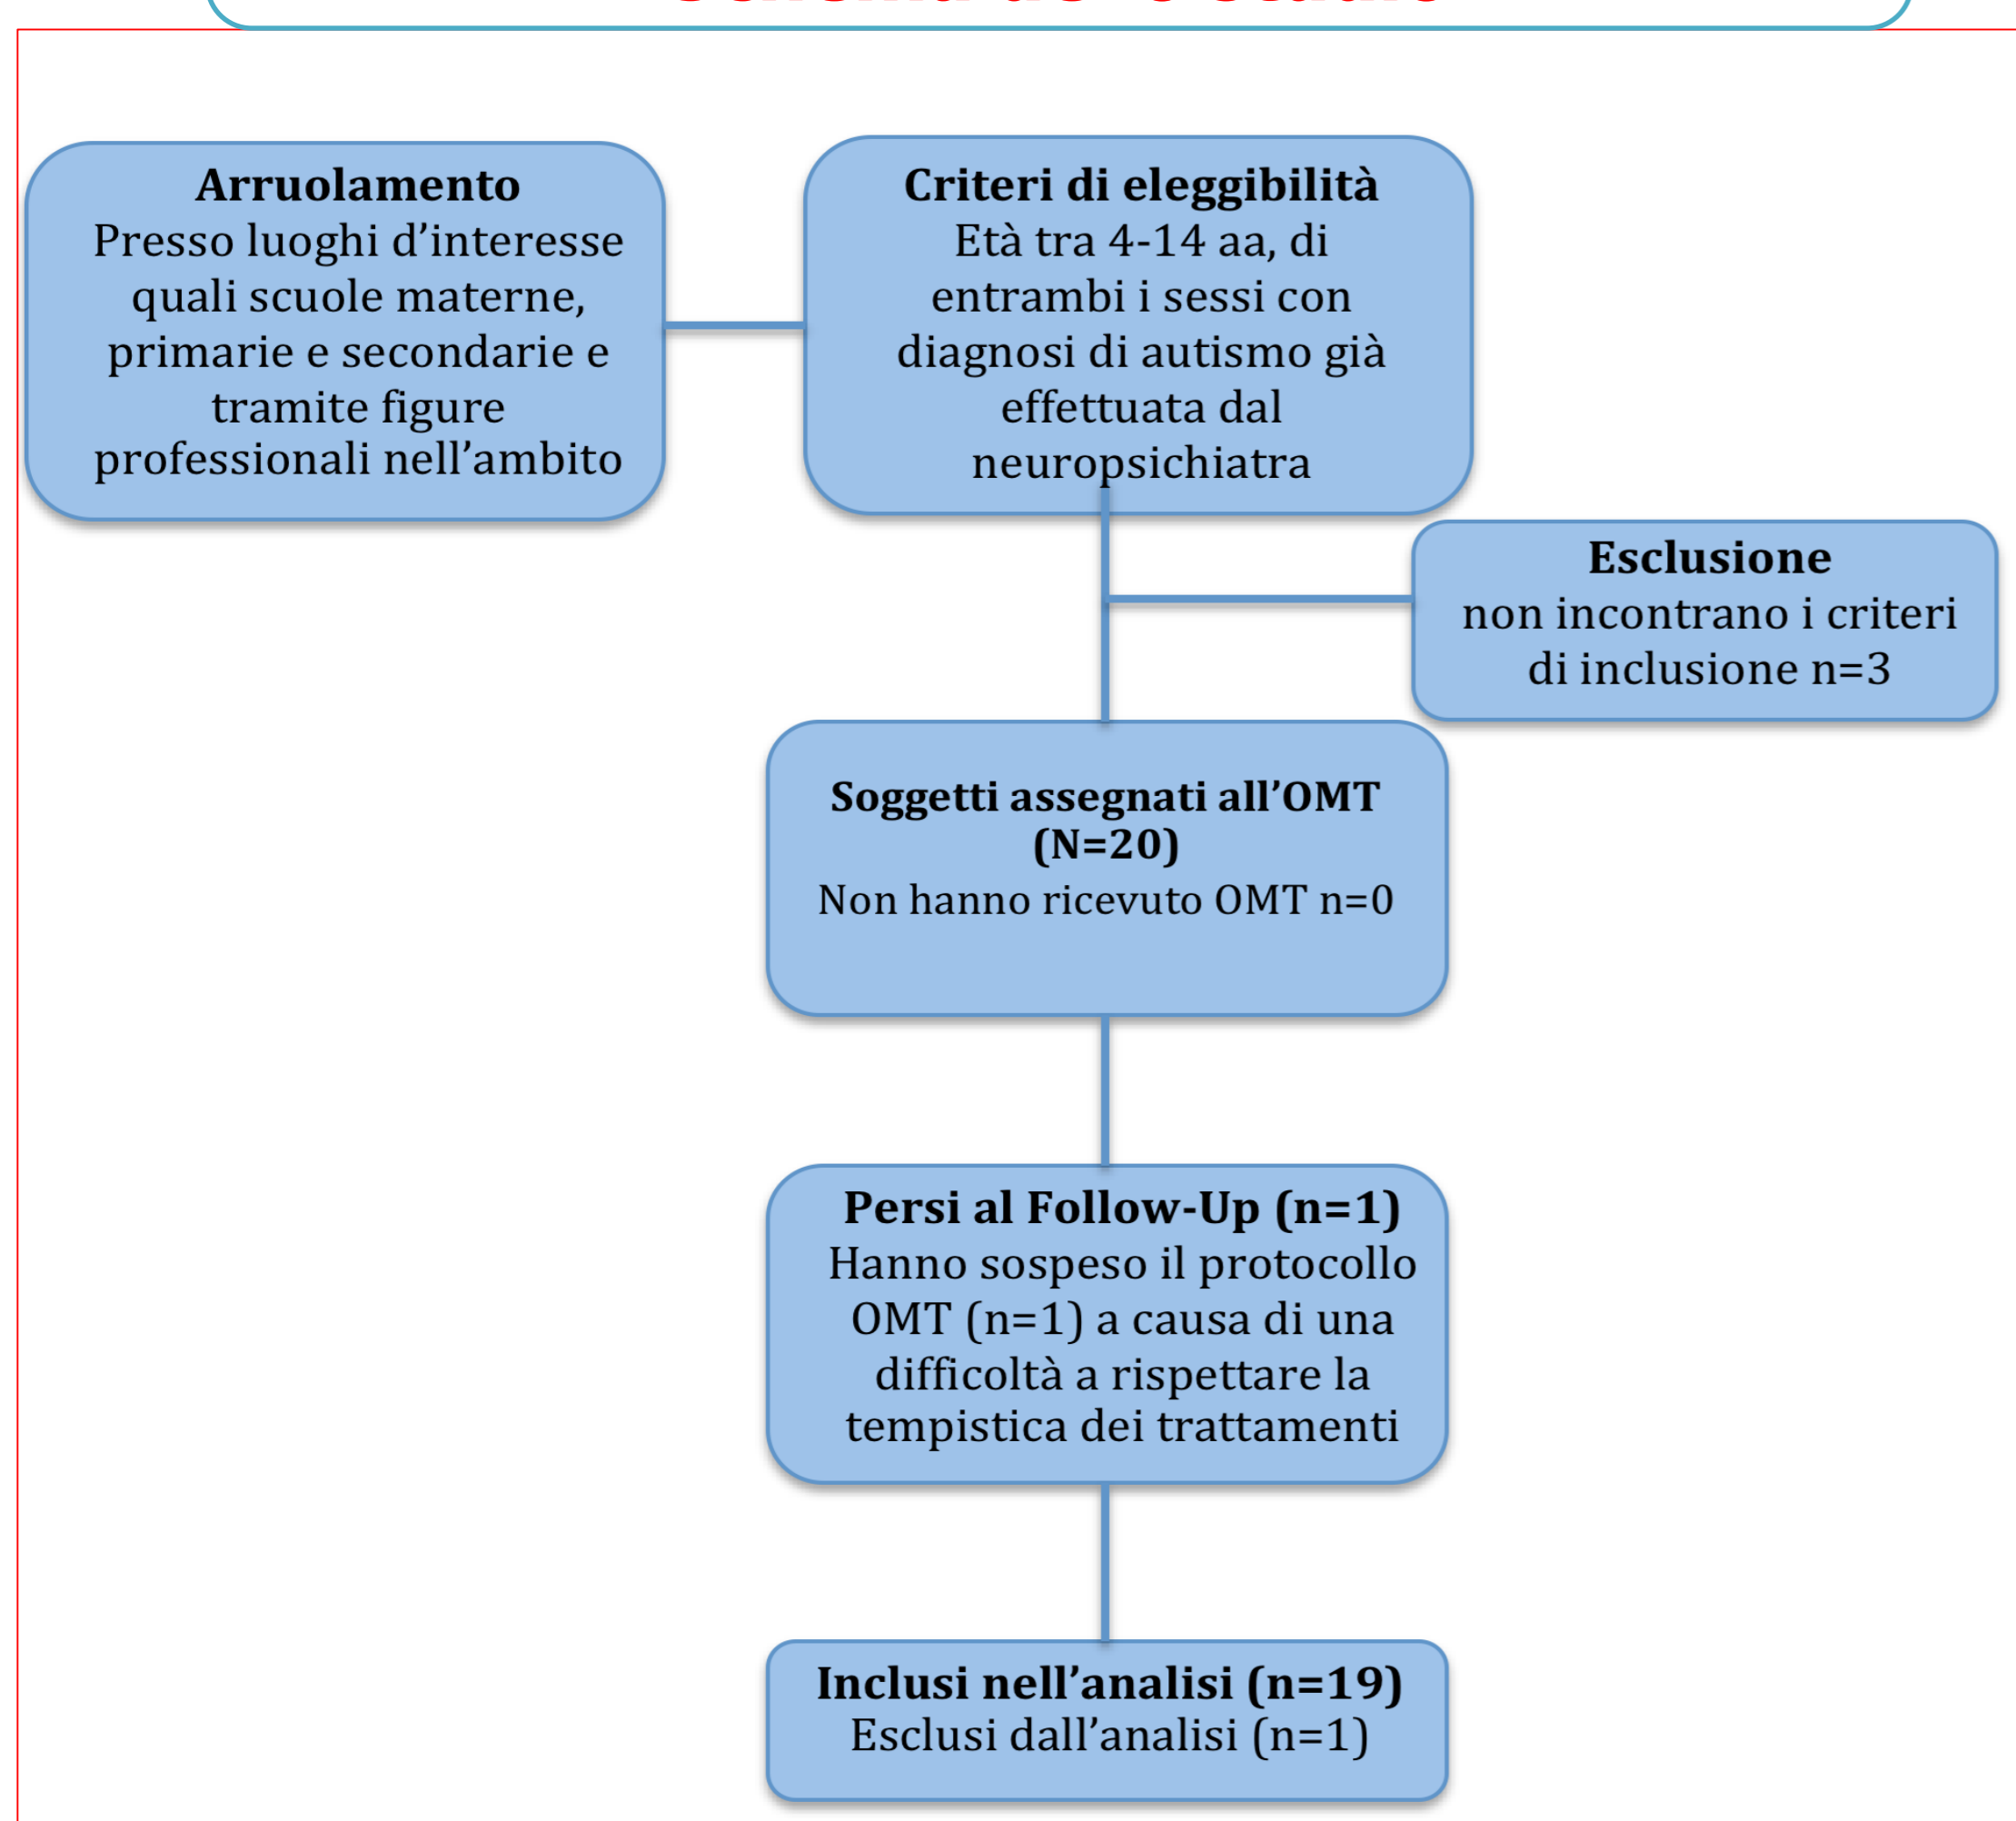 Arruolamento
Presso luoghi d’interesse
quali scuole materne,
primarie e secondarie e
tramite figure
professionali nell’ambito
Criteri di eleggibilità
Età tra 4-14 aa, di
entrambi i sessi con
diagnosi di autismo già
effettuata dal
neuropsichiatra
Esclusione
non incontrano i criteri
di inclusione n=3
Soggetti assegnati all’OMT
(N=20)
Non hanno ricevuto OMT n=0
Persi al Follow-Up (n=1)
Hanno sospeso il protocollo
OMT (n=1) a causa di una
difficoltà a rispettare la
tempistica dei trattamenti
Inclusi nell’analisi (n=19)
Esclusi dall’analisi (n=1)